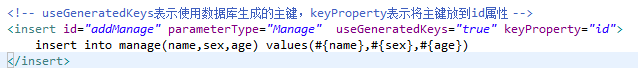 <!-- useGeneratedKeys表示使用数据库生成的主键，keyProperty表示将主键放到id属性 -->
<insert id="addManage" parameterType="Manage"  useGeneratedKeys="true" keyProperty="id">
    insert into manage(name,sex,age) values(#{name},#{sex},#{age})
</insert>